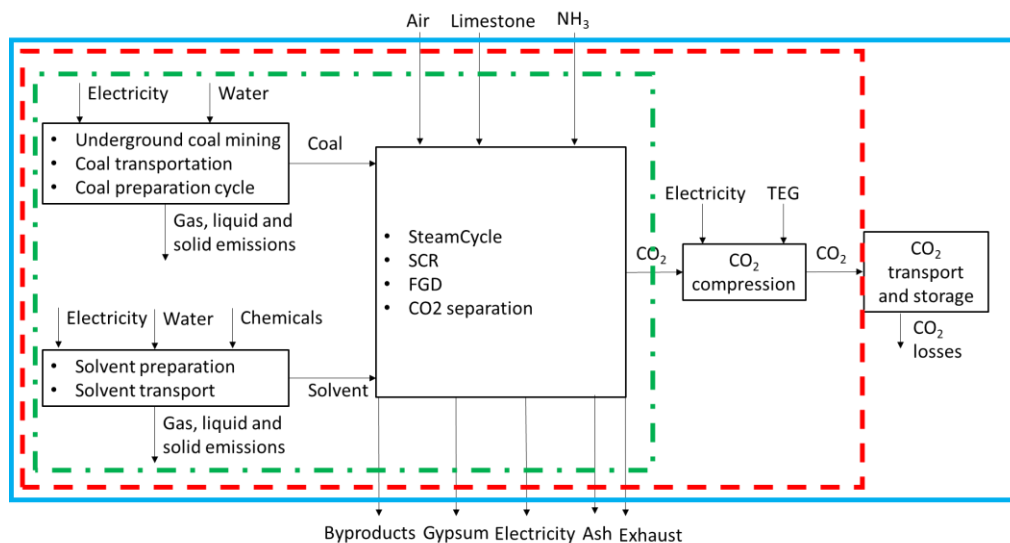 Air
Limestone
NH3
Electricity
Water
• Underground coal mining
• Coal transportation
• Coal preparation cycle
Coal
Gas, liquid and
solid emissions
Electricity
Water
Chemicals
• Solvent preparation
• Solvent transport
Solvent
Gas, liquid and
solid emissions
• SteamCycle
• SCR
• FGD
• CO2 separation
CO2
Electricity
TEG
CO2
compression
CO2
CO2
transport
and storage
CO2
losses
Byproducts
Gypsum
Electricity
Ash
Exhaust